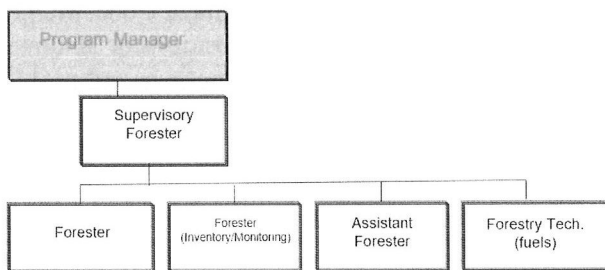 Program Manager
Supervisory
Forester
Forester
Forester
(Inventory/Monitoring)
Assistant
Forester
Forestry Tech.
(fuels)